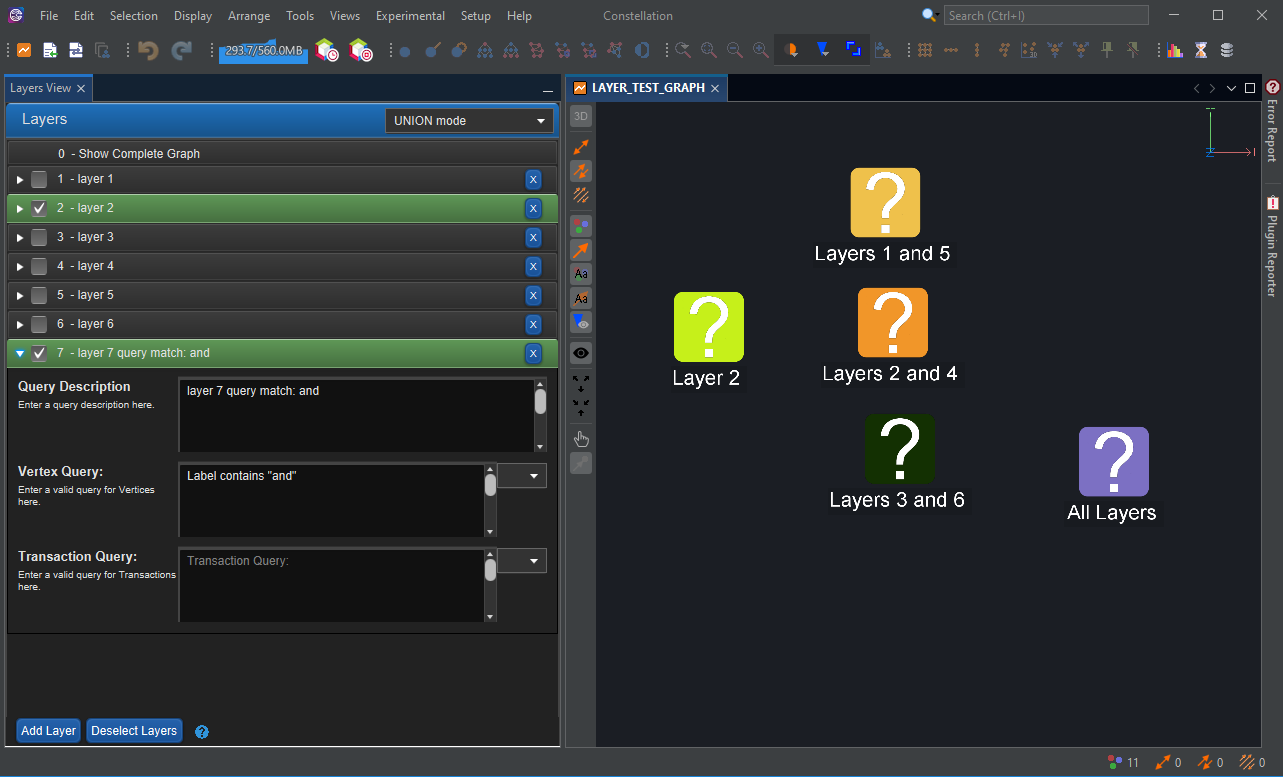 File Edit Selection Display Arrange Tools Views Experimental Setup Help Constellation Search (Ctrl+I)
293.7/560.0MB
Layers View
LAYER_TEST_GRAPH
Layers
UNION mode
0 - Show Complete Graph
1 - layer 1 X
2 - layer 2 X
3 - layer 3 X
4 - layer 4 X
5 - layer 5 X
6 - layer 6 X
7 - layer 7 query match: and X
Query Description
Enter a query description here.
layer 7 query match: and
Vertex Query:
Enter a valid query for Vertices
here.
Label contains "and"
Transaction Query:
Enter a valid query for Transactions
here.
Transaction Query:
Add Layer Deselect Layers ?
3D
Aa
Aa
?
Layers 1 and 5
?
Layer 2
?
Layers 2 and 4
?
Layers 3 and 6
?
All Layers
Error Report
Plugin Reporter
11 0 0 0